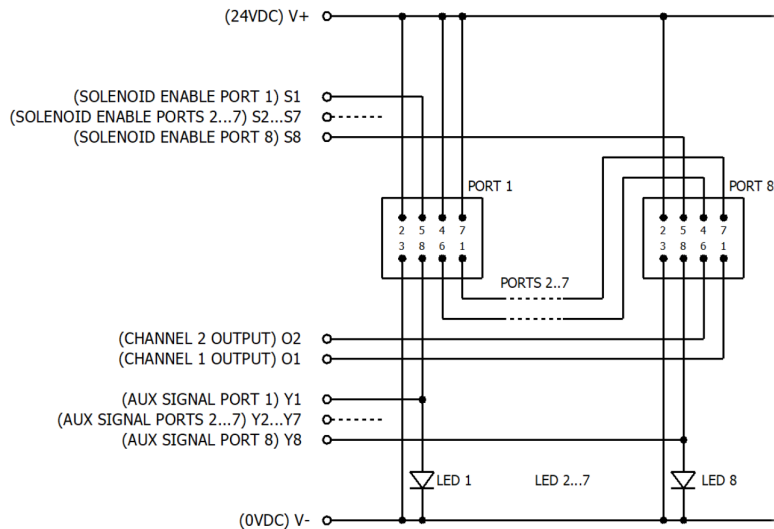 (24VDC) V+
(SOLENOID ENABLE PORT 1) S1
(SOLENOID ENABLE PORTS 2...7) S2...S7
(SOLENOID ENABLE PORT 8) S8
PORT 1
PORT 8
2 5 4 7
3 8 6 1
2 5 4 7
3 8 6 1
PORTS 2..7
(CHANNEL 2 OUTPUT) O2
(CHANNEL 1 OUTPUT) O1
(AUX SIGNAL PORT 1) Y1
(AUX SIGNAL PORTS 2...7) Y2...Y7
(AUX SIGNAL PORT 8) Y8
LED 1
LED 2...7
LED 8
(0VDC) V-